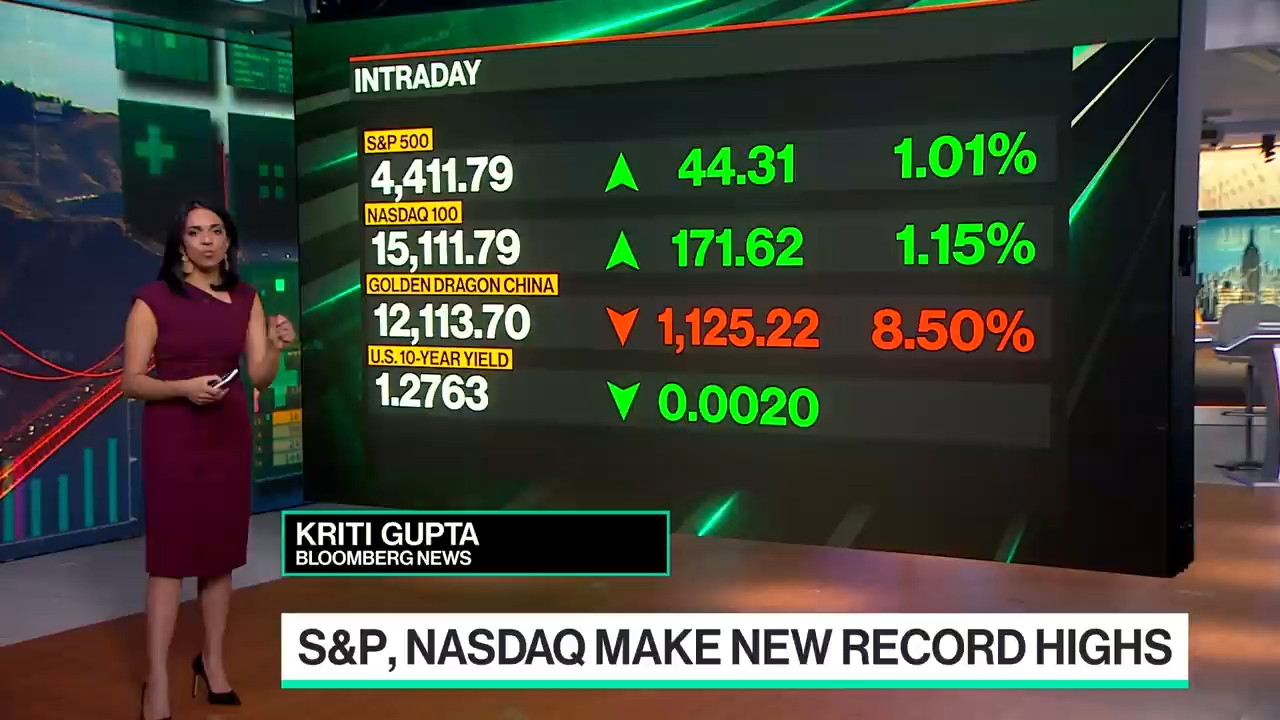 INTRADAY
S&P 500
4,411.79 44.31 1.01%
NASDAQ 100
15,111.79 171.62 1.15%
GOLDEN DRAGON CHINA
12,113.70 1,125.22 8.50%
U.S. 10-YEAR YIELD
1.2763 0.0020
KRITI GUPTA
BLOOMBERG NEWS
S&P, NASDAQ MAKE NEW RECORD HIGHS